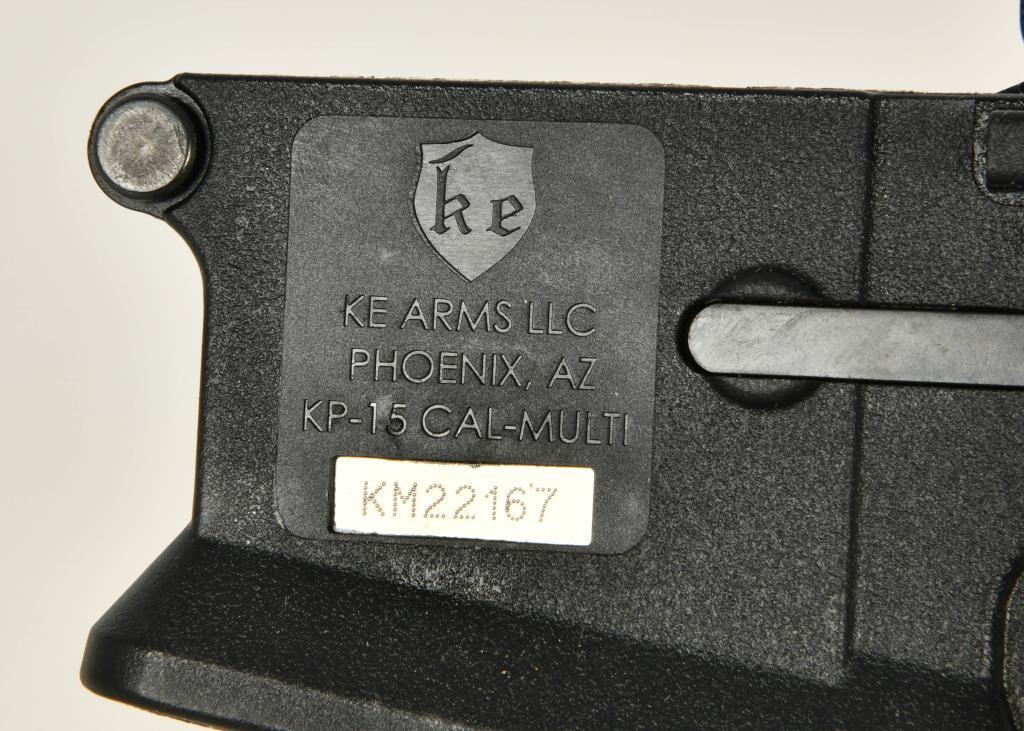 ke
KE ARMS LLC
PHOENIX, AZ
KP-15 CAL-MULTI
KM22167